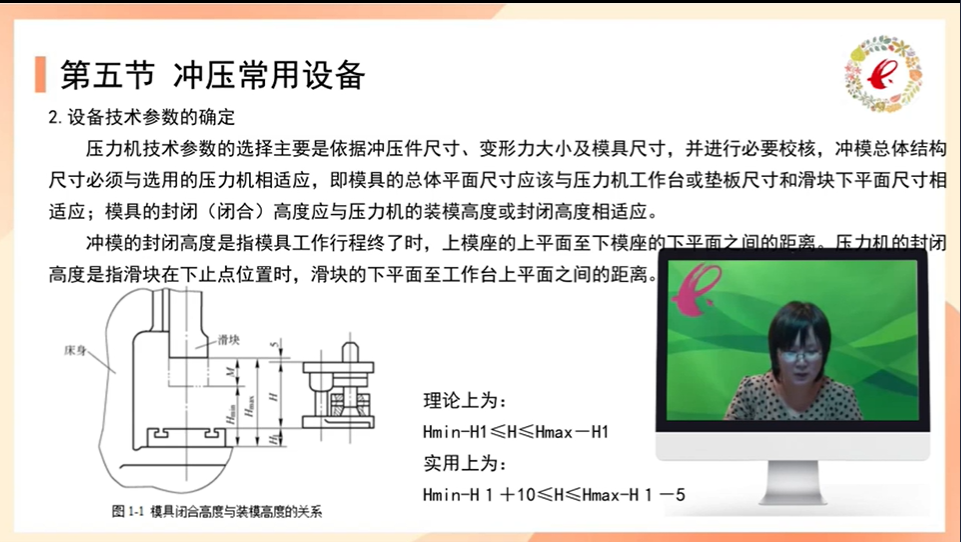 第五节 冲压常用设备
2.设备技术参数的确定
压力机技术参数的选择主要是依据冲压件尺寸、变形力大小及模具尺寸，并进行必要校核，冲模总体结构
尺寸必须与选用的压力机相适应，即模具的总体平面尺寸应该与压力机工作台或垫板尺寸和滑块下平面尺寸相
适应；模具的封闭（闭合）高度应与压力机的装模高度或封闭高度相适应。
冲模的封闭高度是指模具工作行程终了时，上模座的上平面至下模座的下平面之间的距离。压力机的封闭
高度是指滑块在下止点位置时，滑块的下平面至工作台上平面之间的距离。
滑块
床身
5
M
Hmin
Hmax
H
H1
理论上为：
Hmin-H1≤H≤Hmax－H1
实用上为：
Hmin-H１＋10≤H≤Hmax-H１－5
图 1-1 模具闭合高度与装模高度的关系